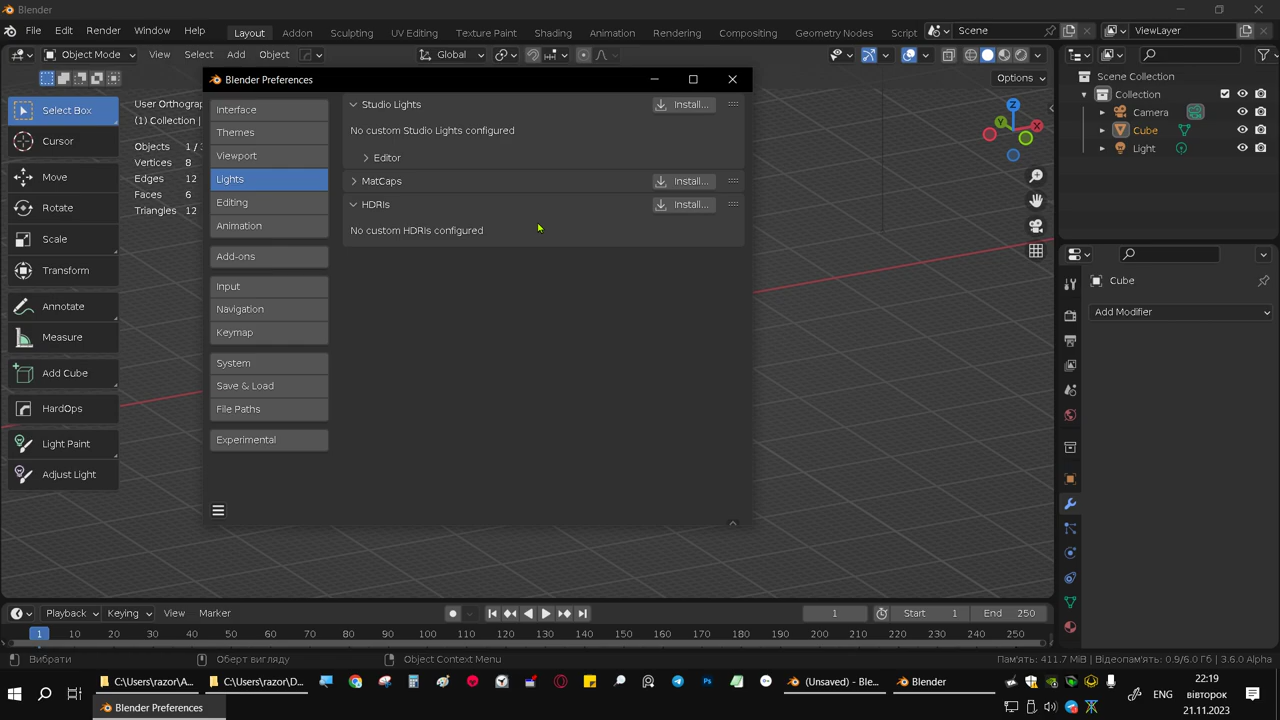 Blender
File Edit Render Window Help Layout Addon Sculpting UV Editing Texture Paint Shading Animation Rendering Compositing Geometry Nodes Script Scene ViewLayer
Object Mode View Select Add Object Global
Options
Select Box
Cursor
Move
Rotate
Scale
Transform
Annotate
Measure
Add Cube
HardOps
Light Paint
Adjust Light
User Orthograp
(1) Collection |
Objects 1 / 3
Vertices 8
Edges 12
Faces 6
Triangles 12
Blender Preferences
Interface
Themes
Viewport
Lights
Editing
Animation
Add-ons
Input
Navigation
Keymap
System
Save & Load
File Paths
Experimental
Studio Lights Install...
No custom Studio Lights configured
Editor
MatCaps Install...
HDRIs Install...
No custom HDRIs configured
Z
Y
X
Scene Collection
Collection
Camera
Cube
Light
Cube
Add Modifier
Playback Keying View Marker 1 Start 1 End 250
1 10 20 30 40 50 60 70 80 90 100 110 120 130 140 150 160 170 180 190 200 210 220 230 240 250
Вибрати Оберт вигляду Object Context Menu Пам'ять: 411.7 МіБ | Відеопам'ять: 0.9/6.0 Гб | 3.6.0 Alpha
C:\Users\razor\A... C:\Users\razor\D... (Unsaved) - Ble... Blender
Blender Preferences
ENG
22:19
вівторок
21.11.2023